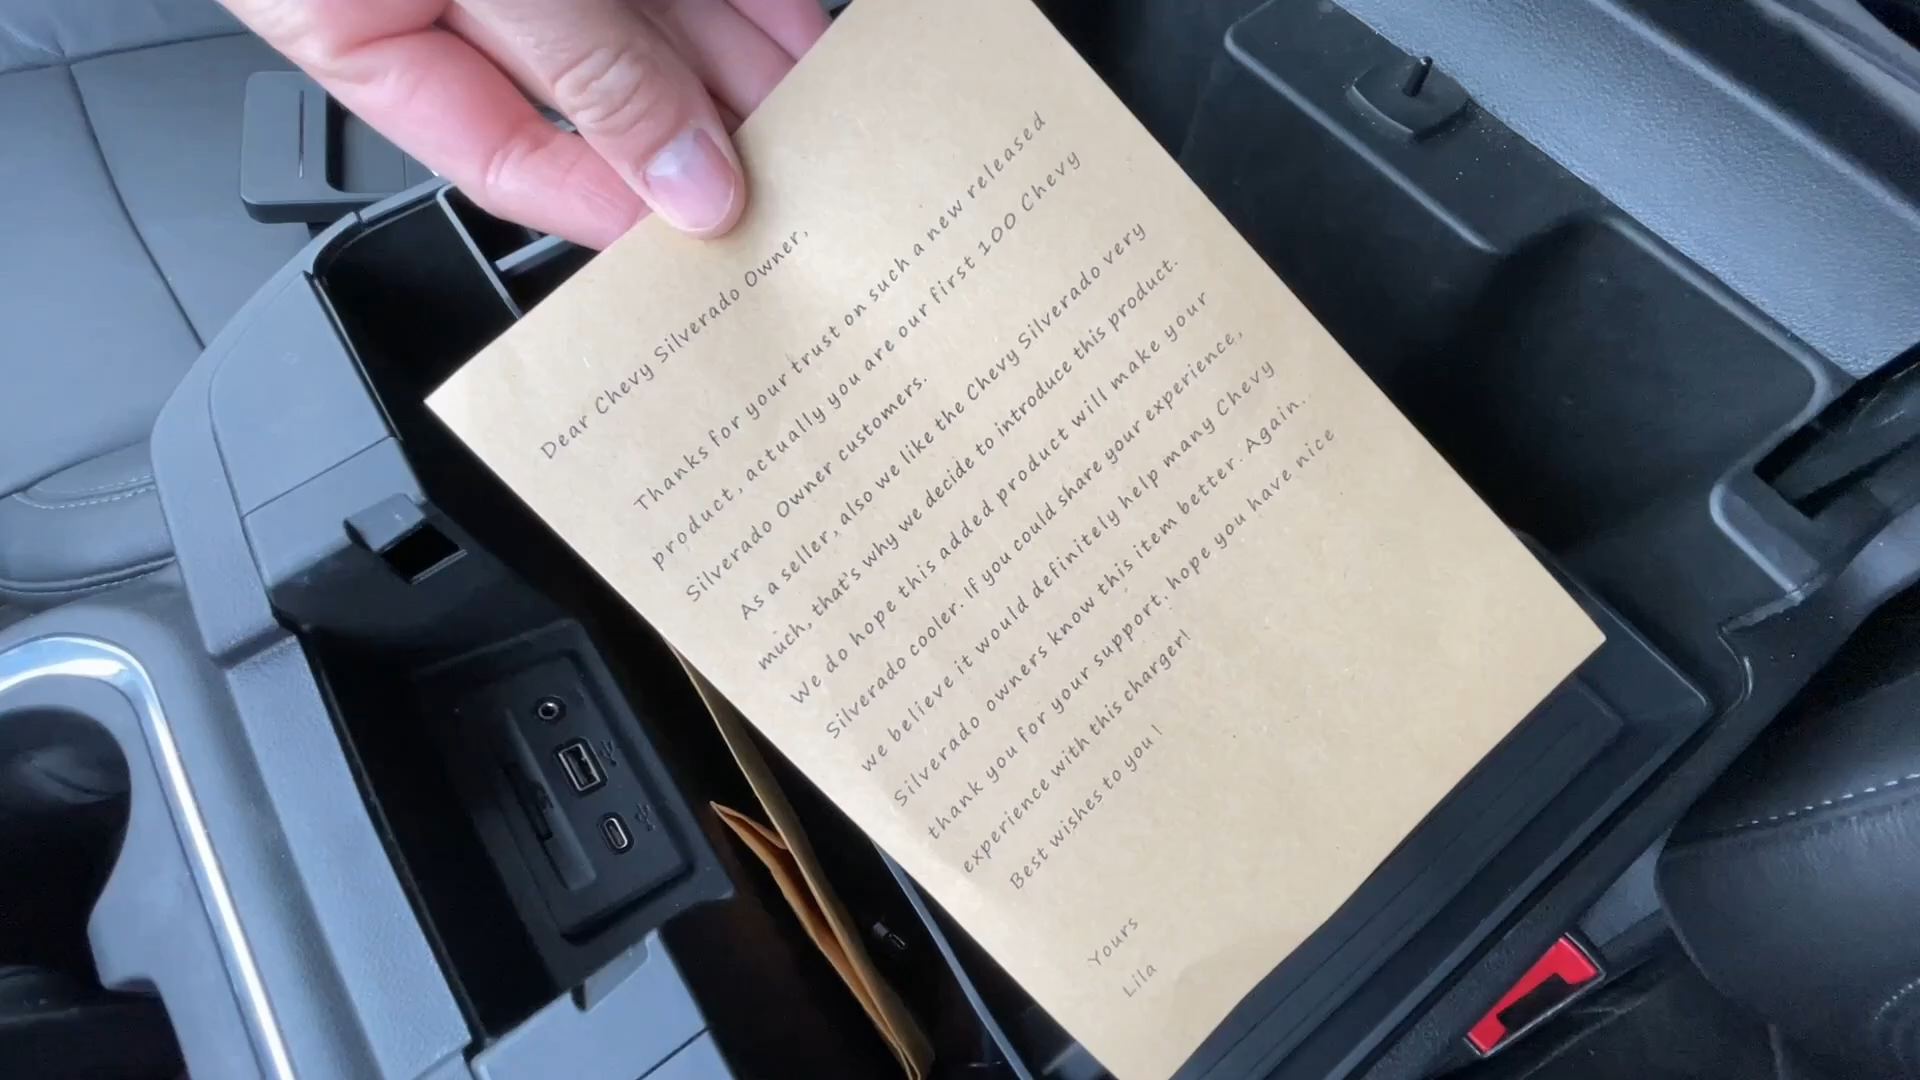 Dear Chevy Silverado Owner,
Thanks for your trust on such a new released
product, actually you are our first 100 Chevy
Silverado Owner customers.
As a seller, also we like the Chevy Silverado very
much, that's why we decide to introduce this product.
We do hope this added product will make your
Silverado cooler. If you could share your experience,
we believe it would definitely help many Chevy
Silverado owners know this item better. Again.
thank you for your support, hope you have nice
experience with this charger!
Best wishes to you !
Yours
Lila